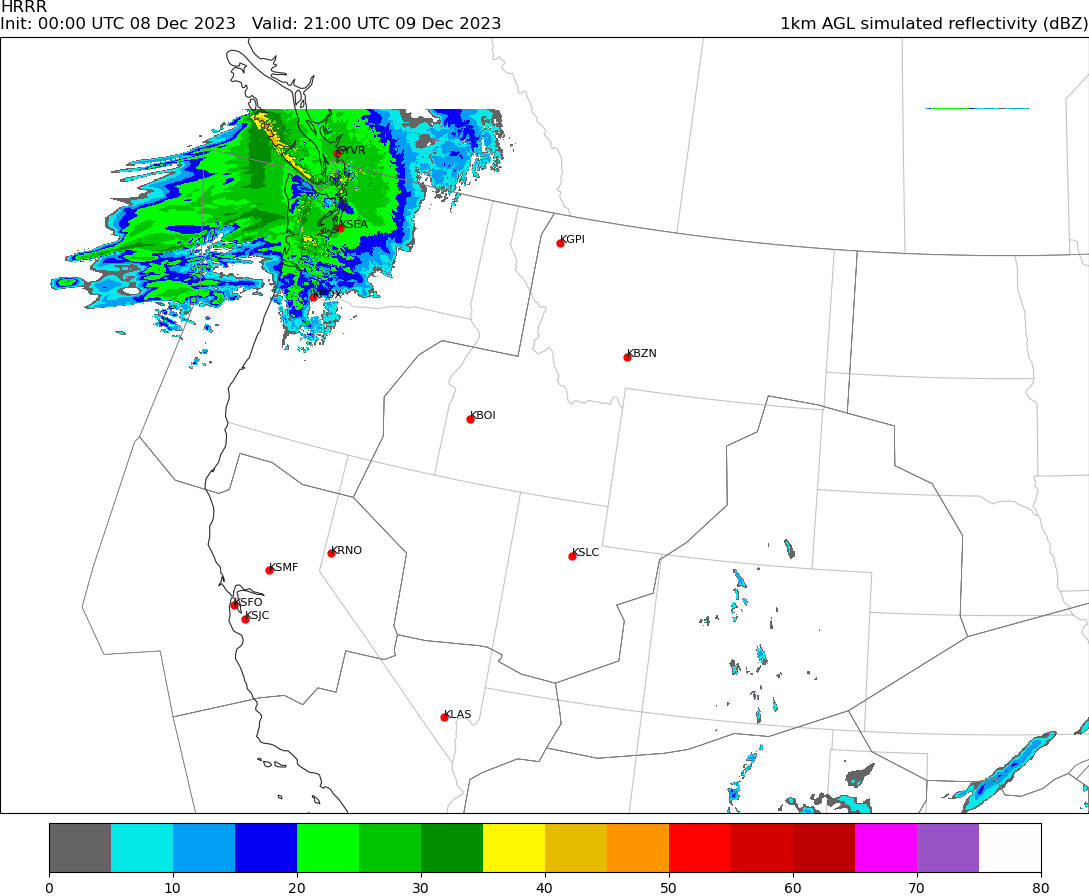 HRRR
Init: 00:00 UTC 08 Dec 2023   Valid: 21:00 UTC 09 Dec 2023
1km AGL simulated reflectivity (dBZ)
CYVR
KSEA
KGPI
KPDX
KBZN
KBOI
KRNO
KSLC
KSMF
KSFO
KSJC
KLAS
0 10 20 30 40 50 60 70 80